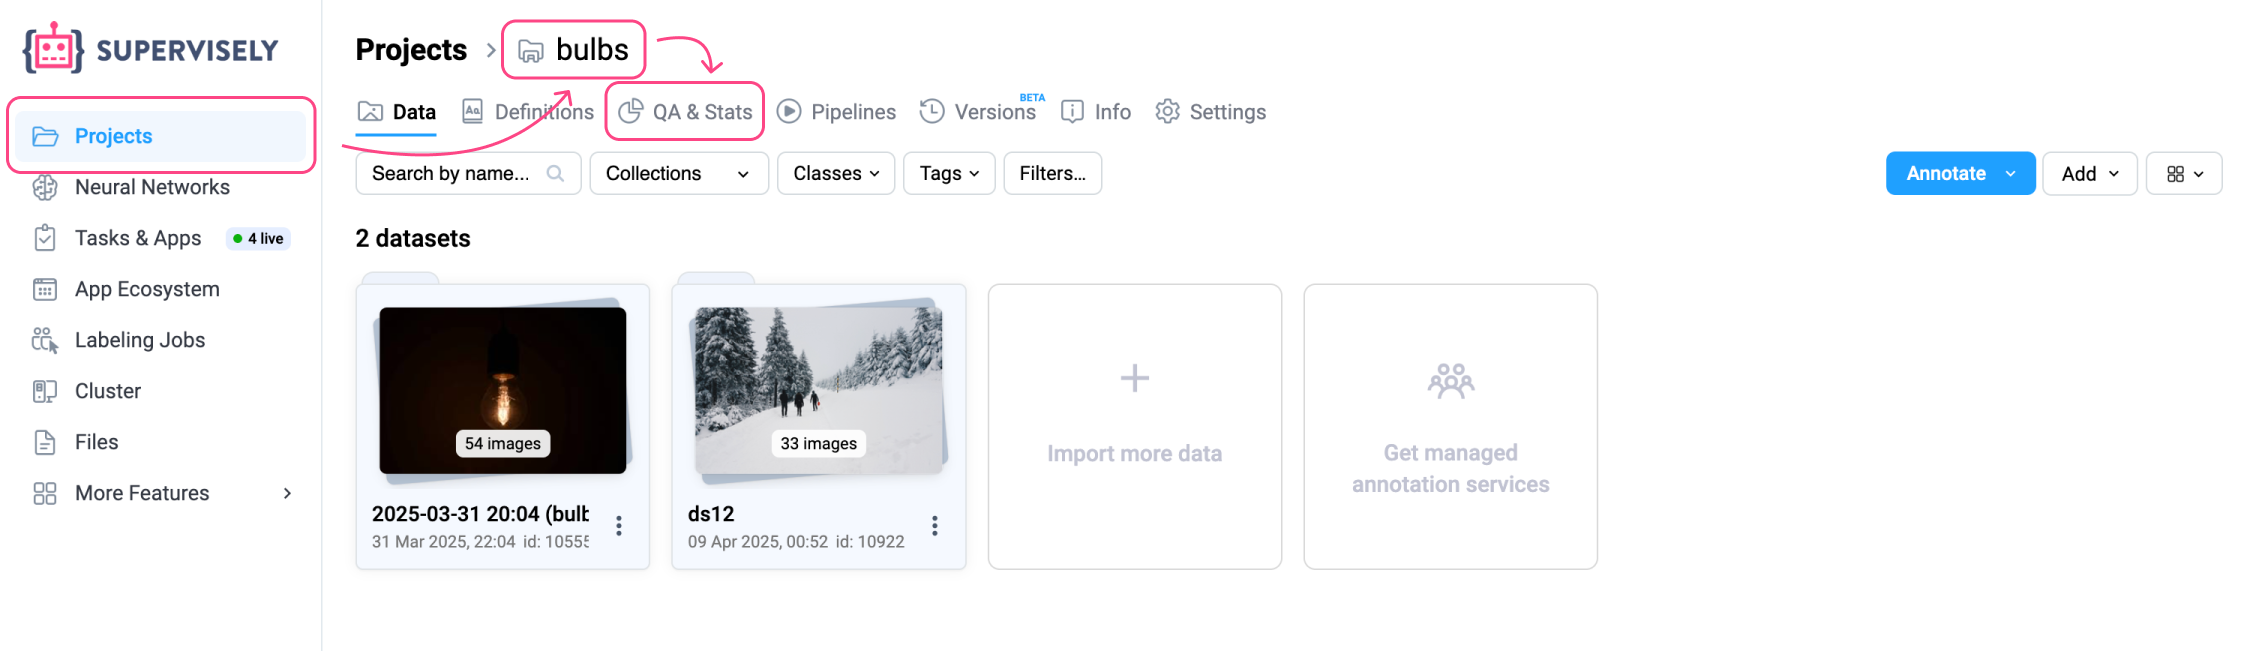 SUPERVISELY
Projects
Neural Networks
Tasks & Apps 4 live
App Ecosystem
Labeling Jobs
Cluster
Files
More Features
Projects > bulbs
Data Definitions QA & Stats Pipelines Versions BETA Info Settings
Search by name... Collections Classes Tags Filters... Annotate Add
2 datasets
54 images
2025-03-31 20:04 (bulb
31 Mar 2025, 22:04 id: 10555
33 images
ds12
09 Apr 2025, 00:52 id: 10922
Import more data
Get managed
annotation services